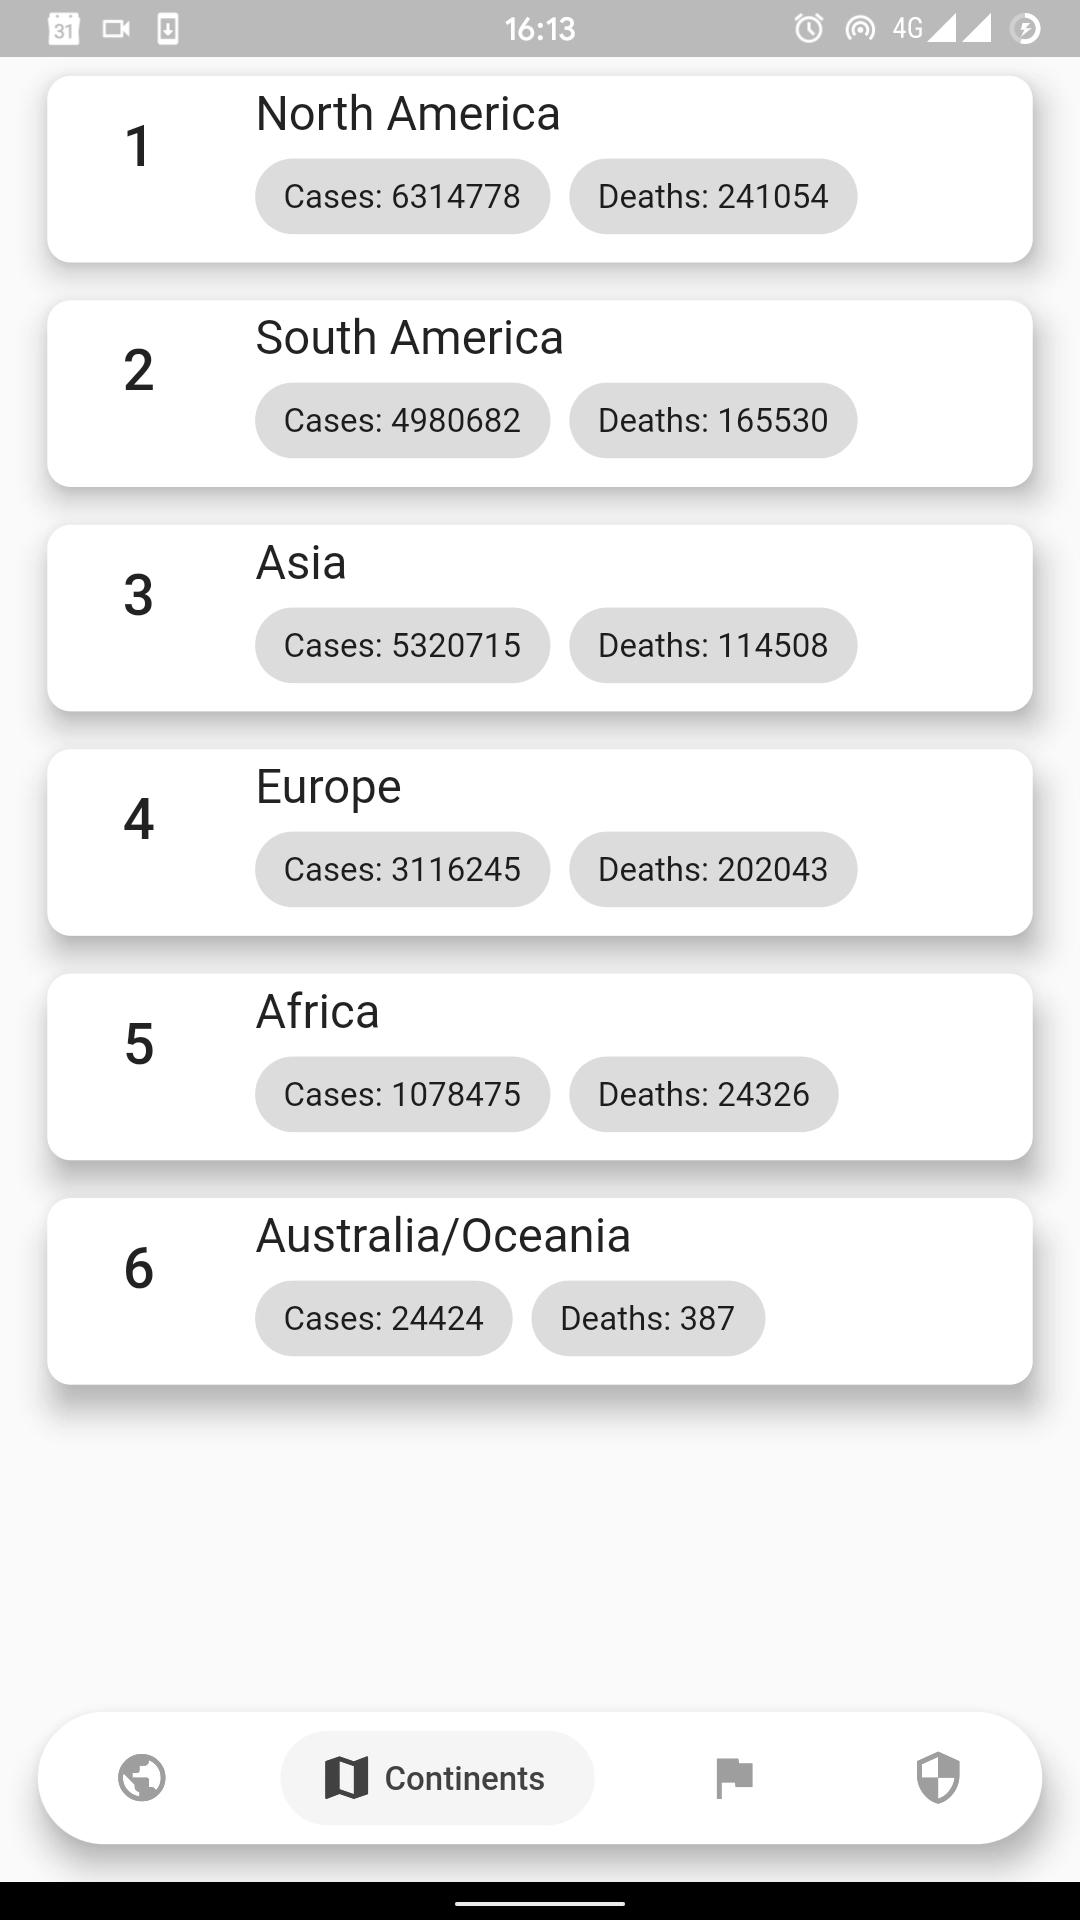 31 16:13 4G
1 North America
Cases: 6314778 Deaths: 241054
2 South America
Cases: 4980682 Deaths: 165530
3 Asia
Cases: 5320715 Deaths: 114508
4 Europe
Cases: 3116245 Deaths: 202043
5 Africa
Cases: 1078475 Deaths: 24326
6 Australia/Oceania
Cases: 24424 Deaths: 387
Continents